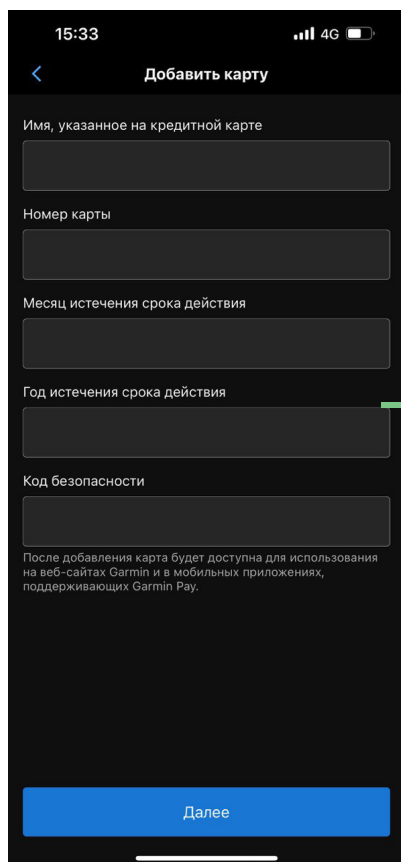 15:33
4G
Добавить карту
Имя, указанное на кредитной карте
Номер карты
Месяц истечения срока действия
Год истечения срока действия
Код безопасности
После добавления карта будет доступна для использования
на веб-сайтах Garmin и в мобильных приложениях,
поддерживающих Garmin Pay.
Далее